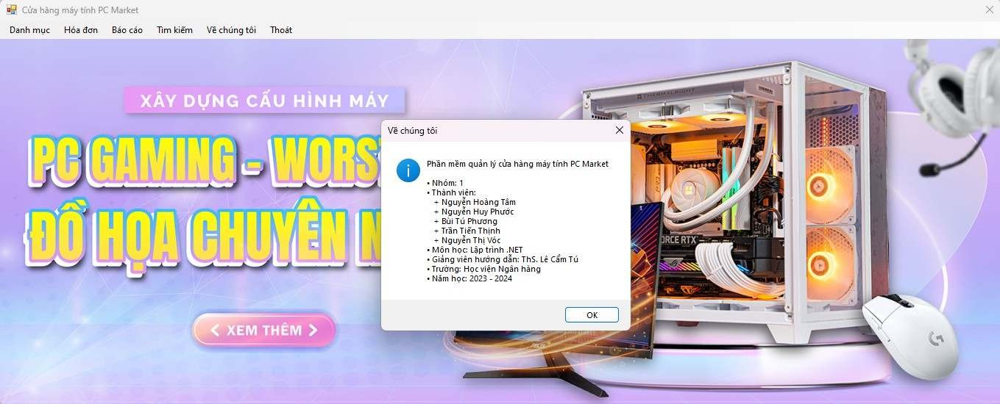 Cửa hàng máy tính PC Market
Danh mục Hóa đơn Báo cáo Tìm kiếm Về chúng tôi Thoát
XÂY DỰNG CẤU HÌNH MÁY
PC GAMING - WORS
ĐỒ HỌA CHUYÊN N
XEM THÊM
Về chúng tôi
Phần mềm quản lý cửa hàng máy tính PC Market
• Nhóm: 1
• Thành viên:
+ Nguyễn Hoàng Tâm
+ Nguyễn Huy Phước
+ Bùi Tú Phương
+ Trần Tiến Thịnh
+ Nguyễn Thị Vóc
• Môn học: Lập trình .NET
• Giảng viên hướng dẫn: ThS. Lê Cẩm Tú
• Trường: Học viện Ngân hàng
• Năm học: 2023 - 2024
OK
THERMALRIGHT
FORCE RTX
ASUS